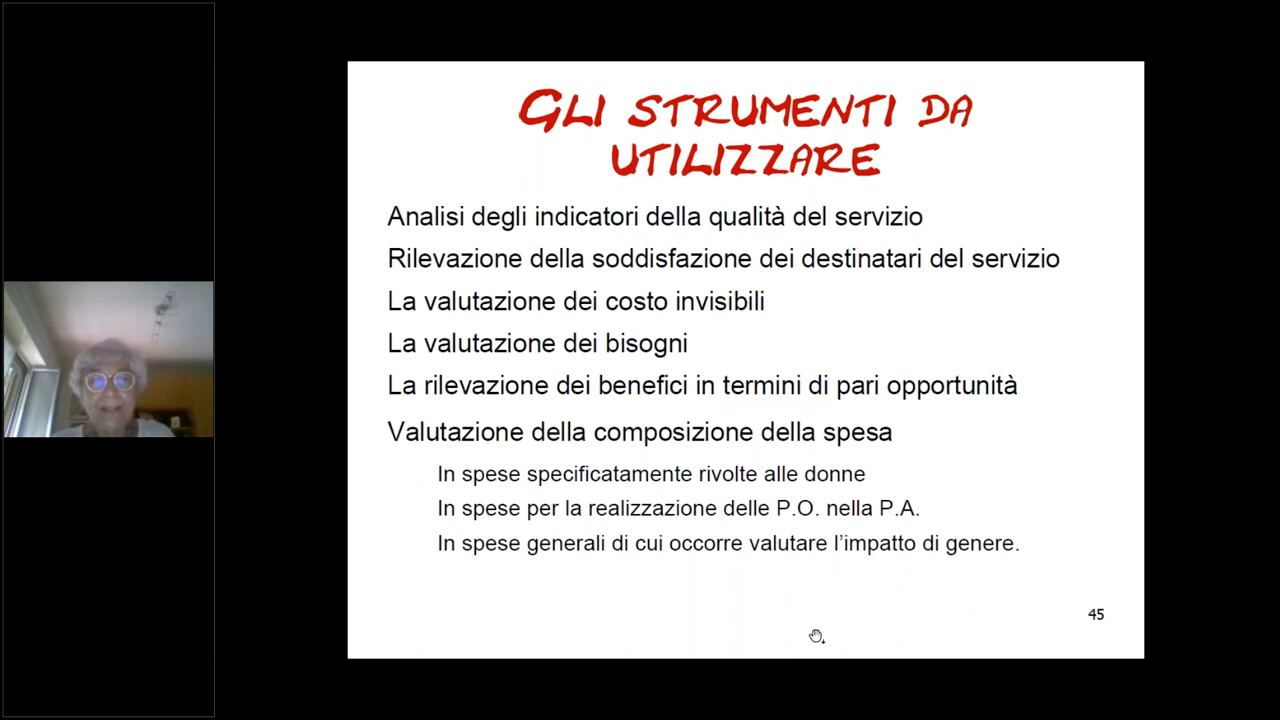 GLI STRUMENTI DA
UTILIZZARE
Analisi degli indicatori della qualità del servizio
Rilevazione della soddisfazione dei destinatari del servizio
La valutazione dei costo invisibili
La valutazione dei bisogni
La rilevazione dei benefici in termini di pari opportunità
Valutazione della composizione della spesa
In spese specificatamente rivolte alle donne
In spese per la realizzazione delle P.O. nella P.A.
In spese generali di cui occorre valutare l'impatto di genere.
45